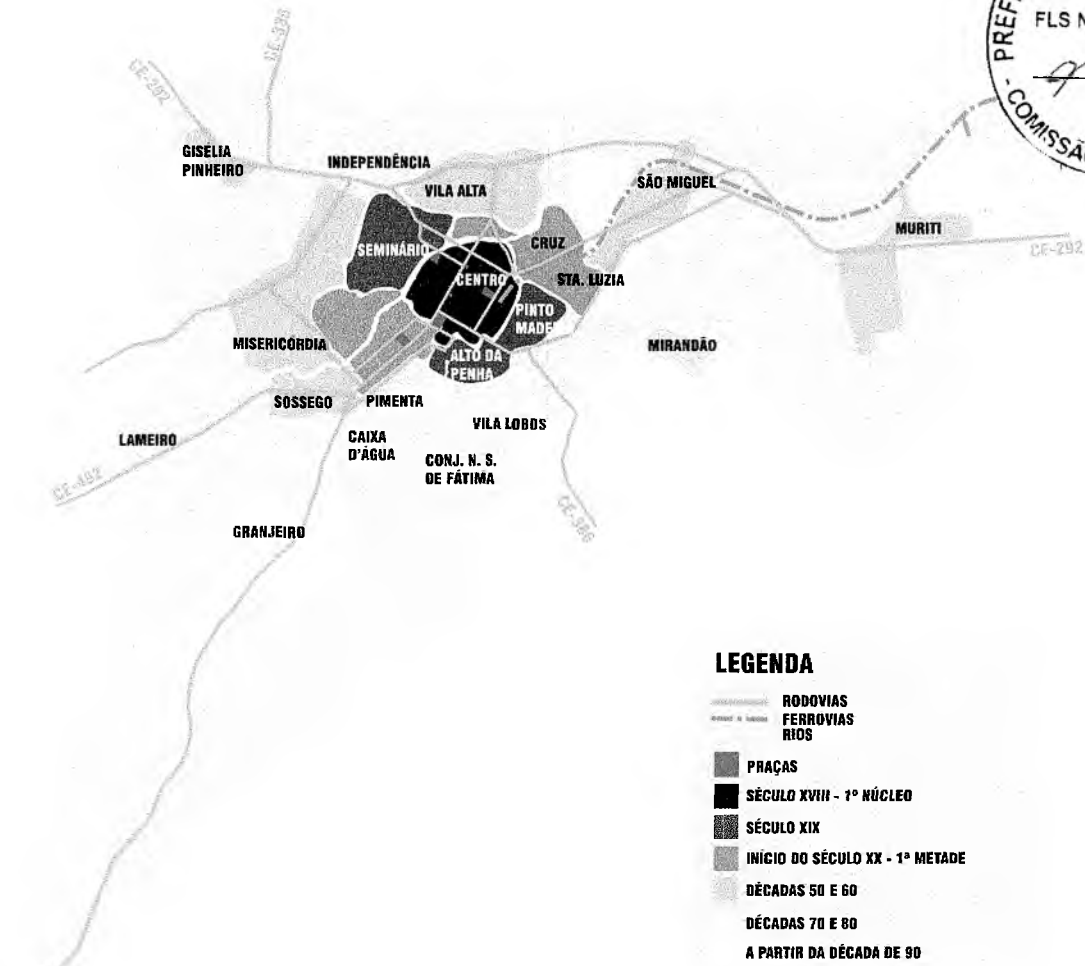 PREF
FLS N
COMISSÃ
CE-386
CE-292
GISELIA
PINHEIRO
INDEPENDÊNCIA
VILA ALTA
SÃO MIGUEL
MURITI
CE-292
SEMINÁRIO
CRUZ
CENTRO
STA. LUZIA
PINTO
MADE
MISERICÓRDIA
ALTO DA
PENHA
MIRANDÃO
SOSSEGO
PIMENTA
VILA LOBOS
LAMEIRO
CAIXA
D'ÁGUA
CONJ. N. S.
DE FÁTIMA
CE-492
CE-386
GRANJEIRO
LEGENDA
RODOVIAS
FERROVIAS
RIOS
PRAÇAS
SÉCULO XVIII - 1º NÚCLEO
SÉCULO XIX
INÍCIO DO SÉCULO XX - 1ª METADE
DÉCADAS 50 E 60
DÉCADAS 70 E 80
A PARTIR DA DÉCADA DE 90